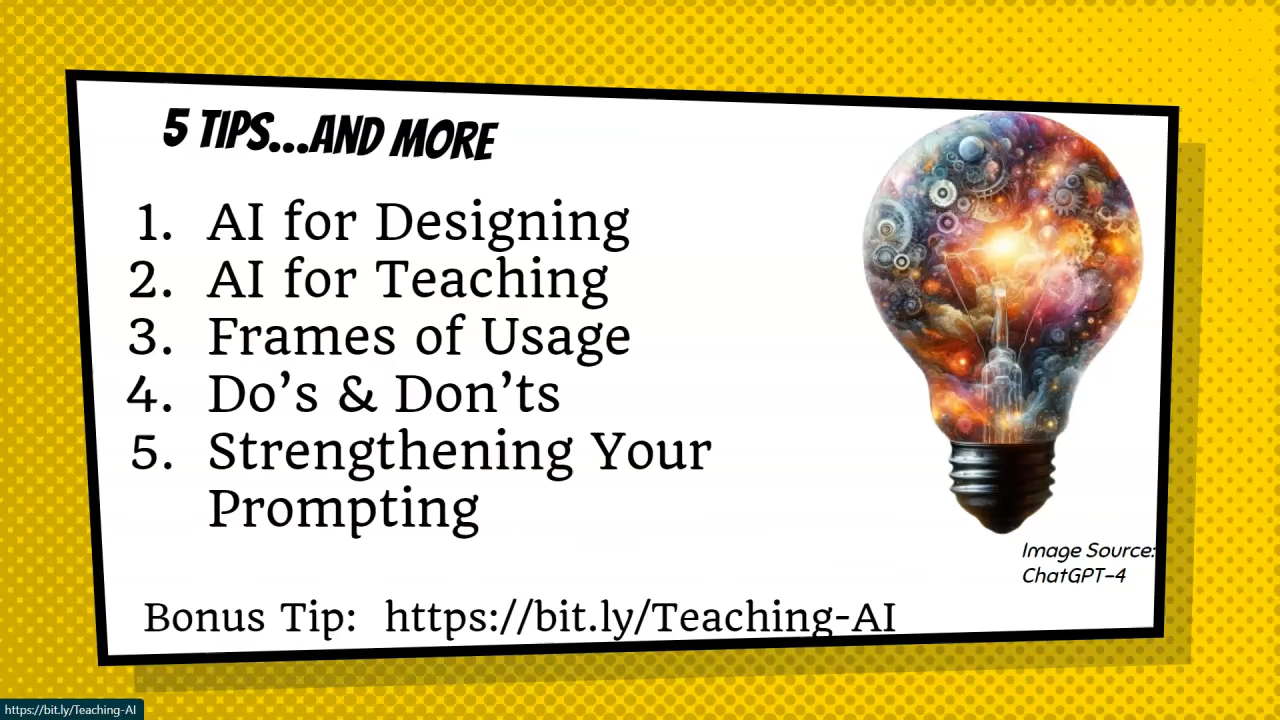 5 TIPS...AND MORE
1. AI for Designing
2. AI for Teaching
3. Frames of Usage
4. Do’s & Don’ts
5. Strengthening Your
Prompting
Image Source:
ChatGPT-4
Bonus Tip: https://bit.ly/Teaching-AI
https://bit.ly/Teaching-AI